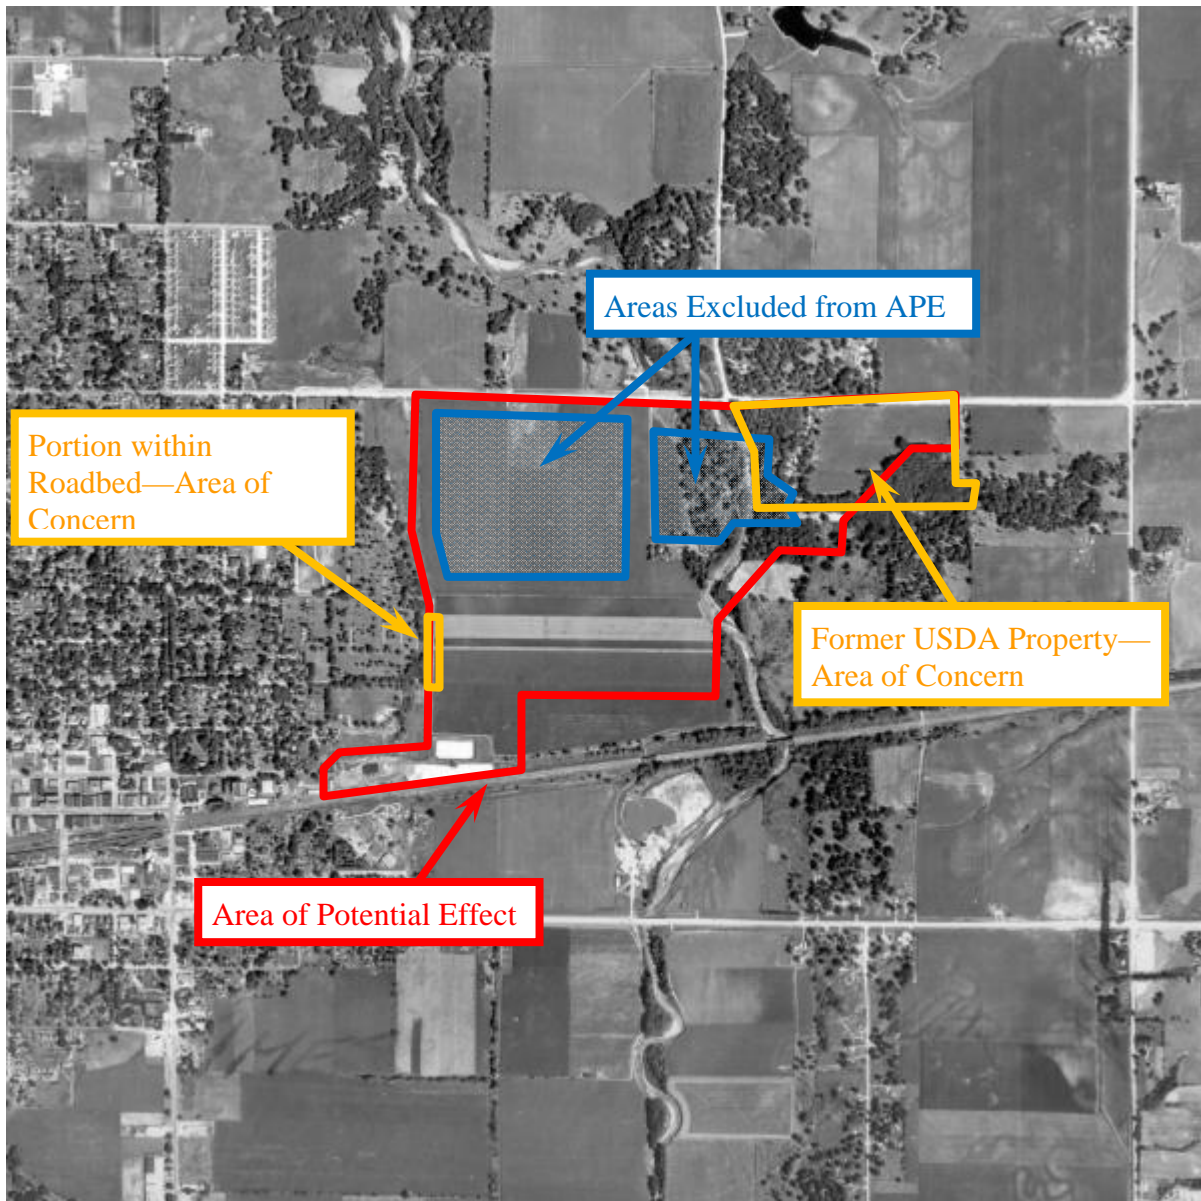 Areas Excluded from APE
Portion within
Roadbed—Area of
Concern
Former USDA Property—
Area of Concern
Area of Potential Effect